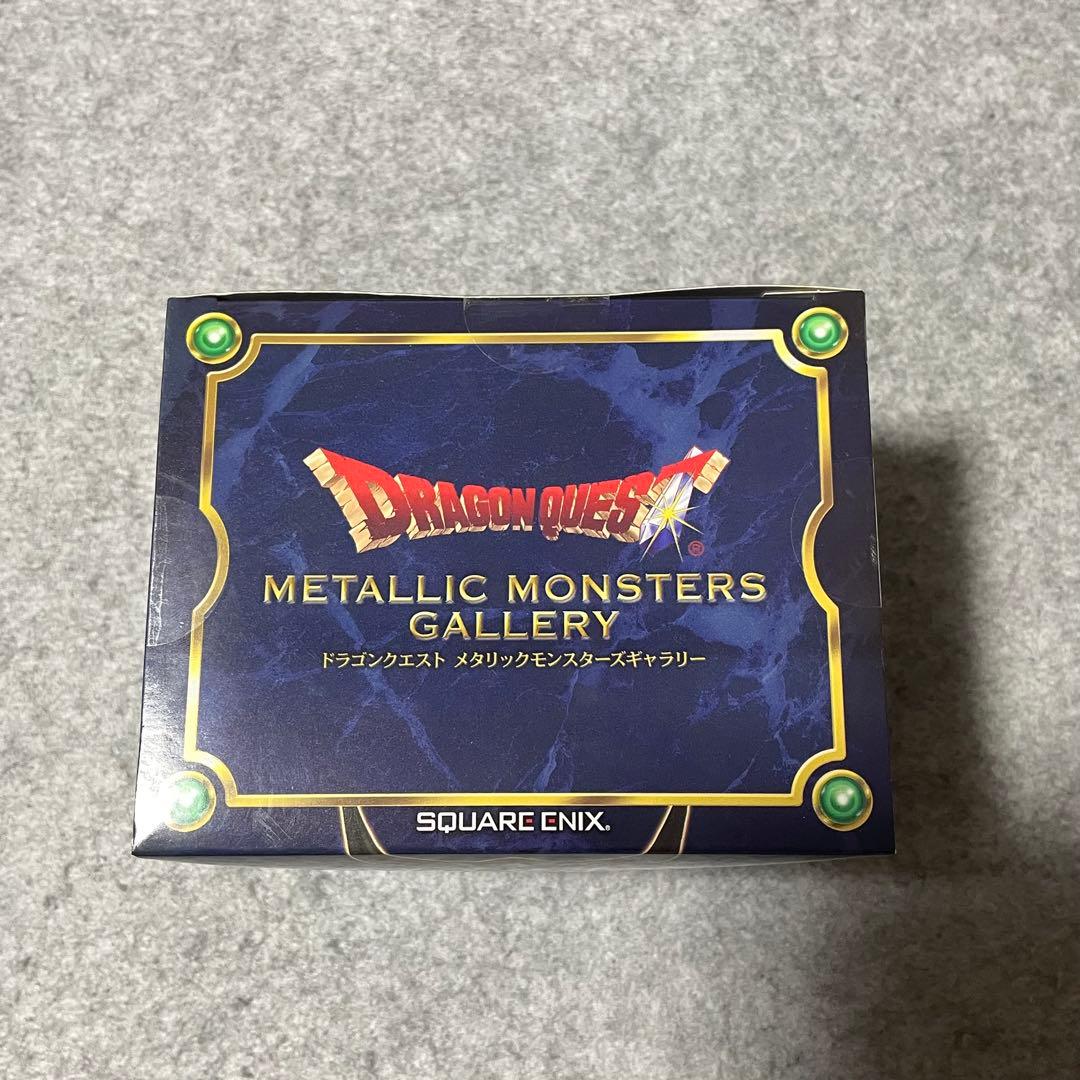 DRAGON QUEST®
METALLIC MONSTERS
GALLERY
ドラゴンクエスト メタリックモンスターズギャラリー
SQUARE ENIX®